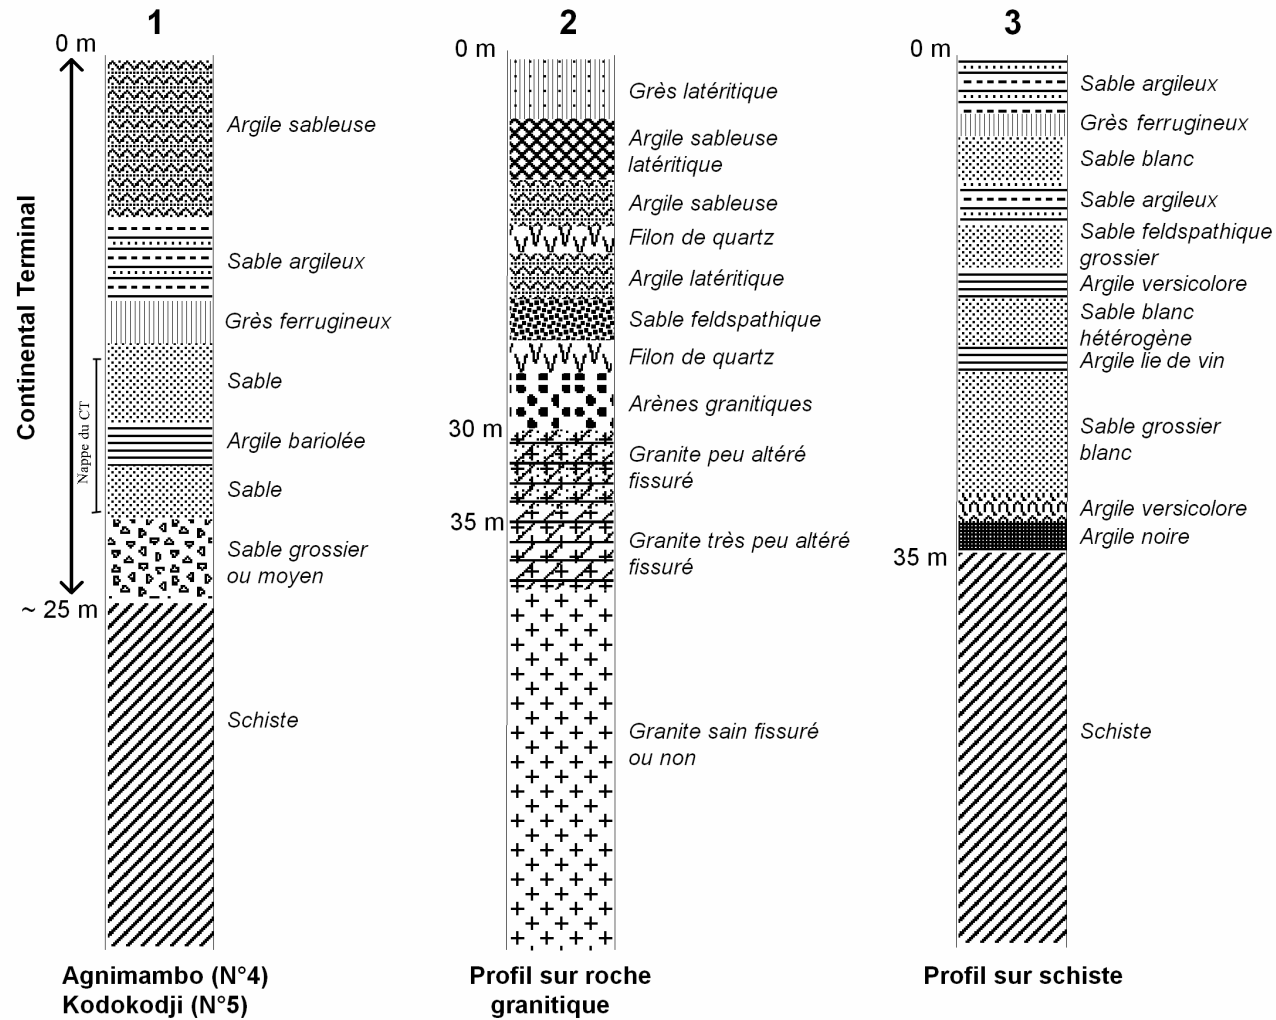 1
0 m
Continental Terminal
Argile sableuse
Sable argileux
Grès ferrugineux
Nappe du CT
Sable
Argile bariolée
Sable
Sable grossier
ou moyen
~ 25 m
Schiste
Agnimambo (N°4)
Kodokodji (N°5)
2
0 m
Grès latéritique
Argile sableuse
latéritique
Argile sableuse
Filon de quartz
Argile latéritique
Sable feldspathique
Filon de quartz
Arènes granitiques
30 m
Granite peu altéré
fissuré
35 m
Granite très peu altéré
fissuré
Granite sain fissuré
ou non
Profil sur roche
granitique
3
0 m
Sable argileux
Grès ferrugineux
Sable blanc
Sable argileux
Sable feldspathique
grossier
Argile versicolore
Sable blanc
hétérogène
Argile lie de vin
Sable grossier
blanc
Argile versicolore
Argile noire
35 m
Schiste
Profil sur schiste